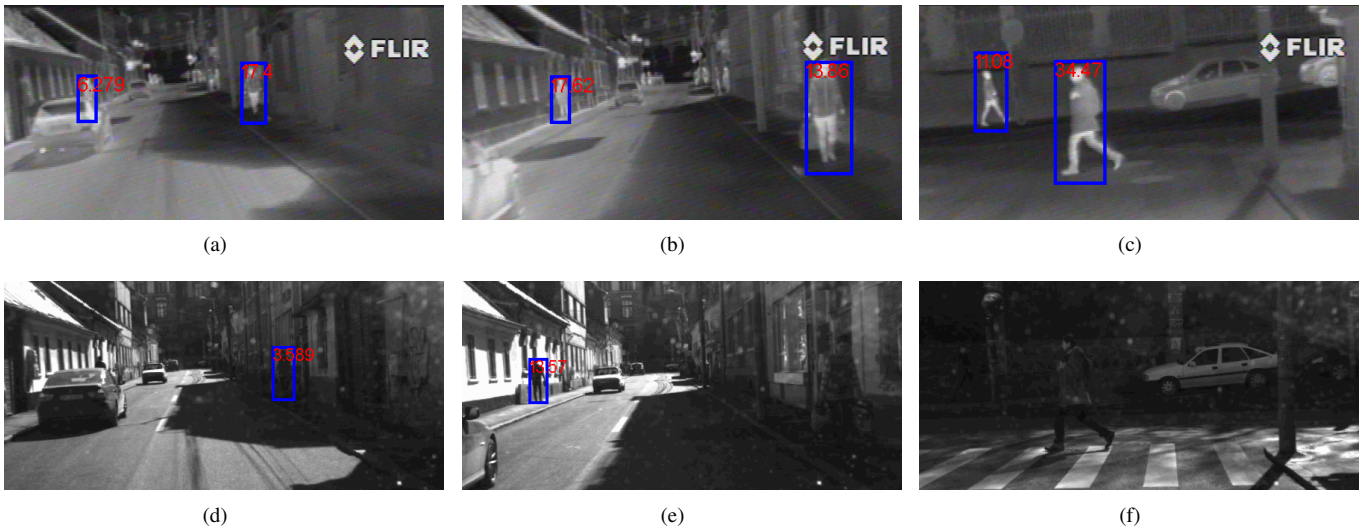 6.279
17.4
FLIR
17.62
13.86
FLIR
11.08
34.47
FLIR
(a)
(b)
(c)
3.589
13.57
(d)
(e)
(f)